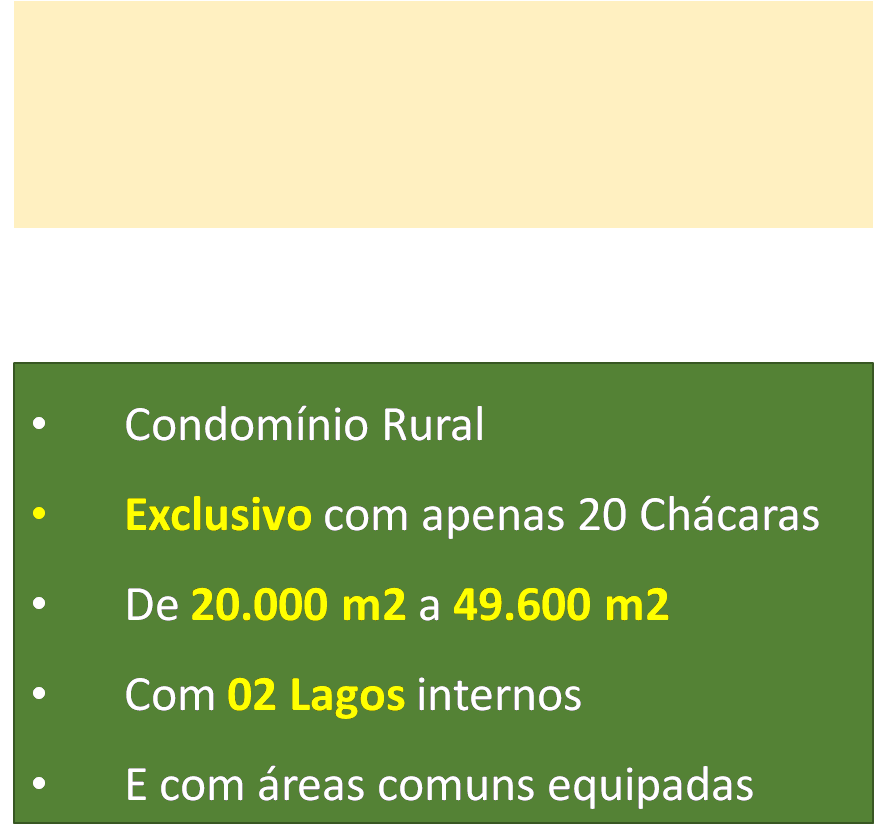 • Condomínio Rural
• Exclusivo com apenas 20 Chácaras
• De 20.000 m2 a 49.600 m2
• Com 02 Lagos internos
• E com áreas comuns equipadas